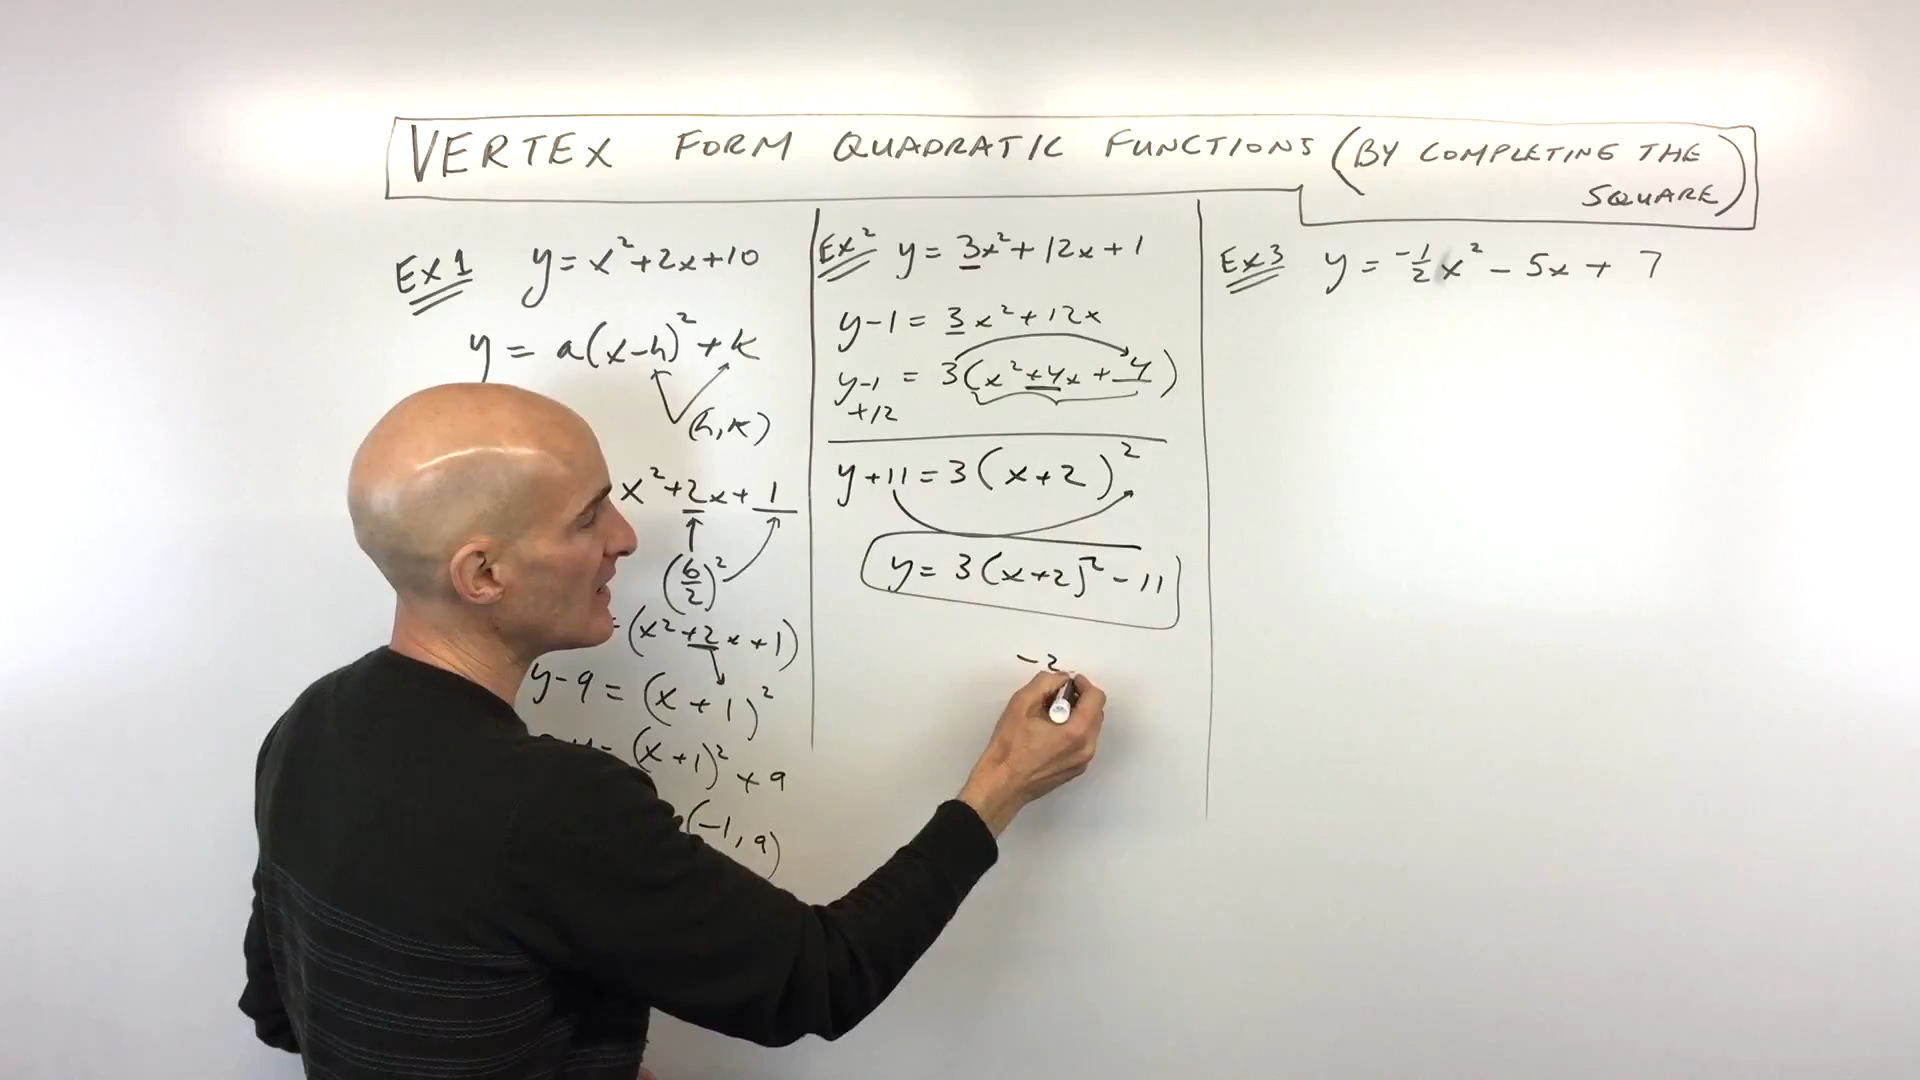 VERTEX FORM QUADRATIC FUNCTIONS (BY COMPLETING THE
SQUARE)
Ex 1 y = x² + 2x + 10
y = a(x-h)² + k
(h, k)
x² + 2x + 1
(b/2)²
= (x² + 2x + 1)
y - 9 = (x + 1)²
y = (x + 1)² + 9
(-1, 9)
Ex 2 y = 3x² + 12x + 1
y - 1 = 3x² + 12x
y - 1 = 3(x² + 4x + 4)
+12
y + 11 = 3(x + 2)²
y = 3(x + 2)² - 11
-2
Ex 3 y = -1/2 x² - 5x + 7